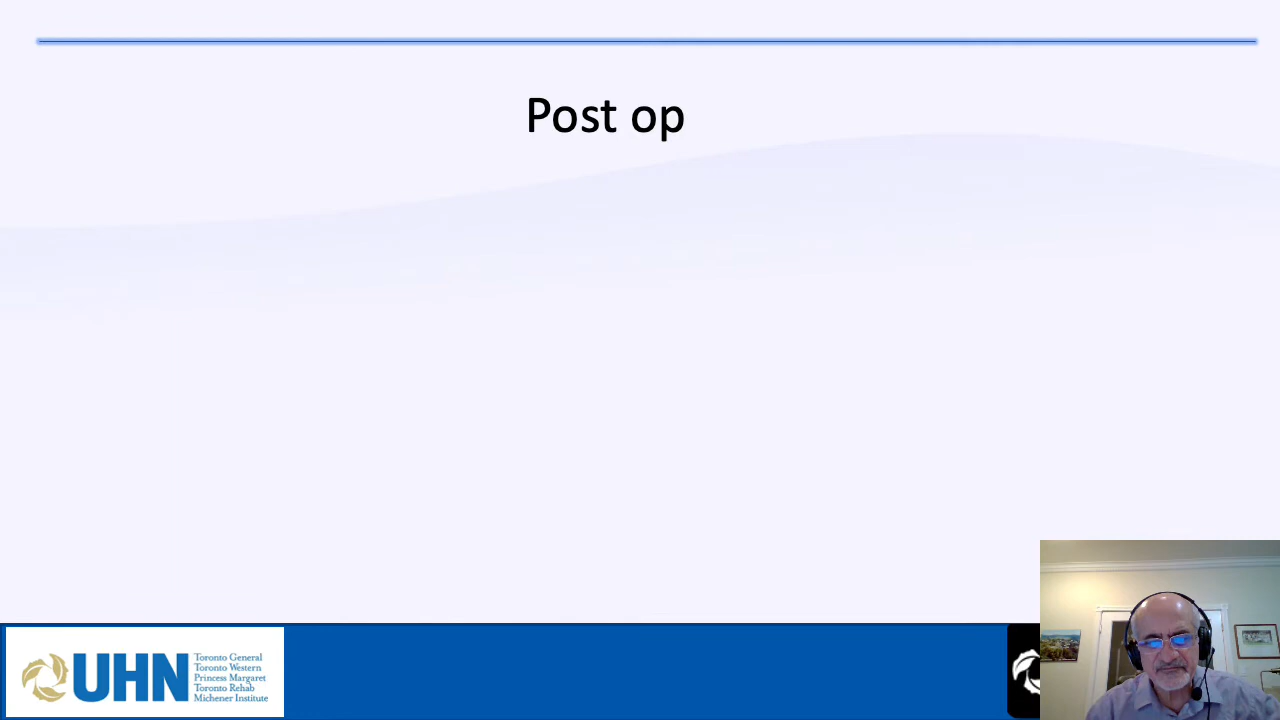 Post op
UHN
Toronto General
Toronto Western
Princess Margaret
Toronto Rehab
Michener Institute